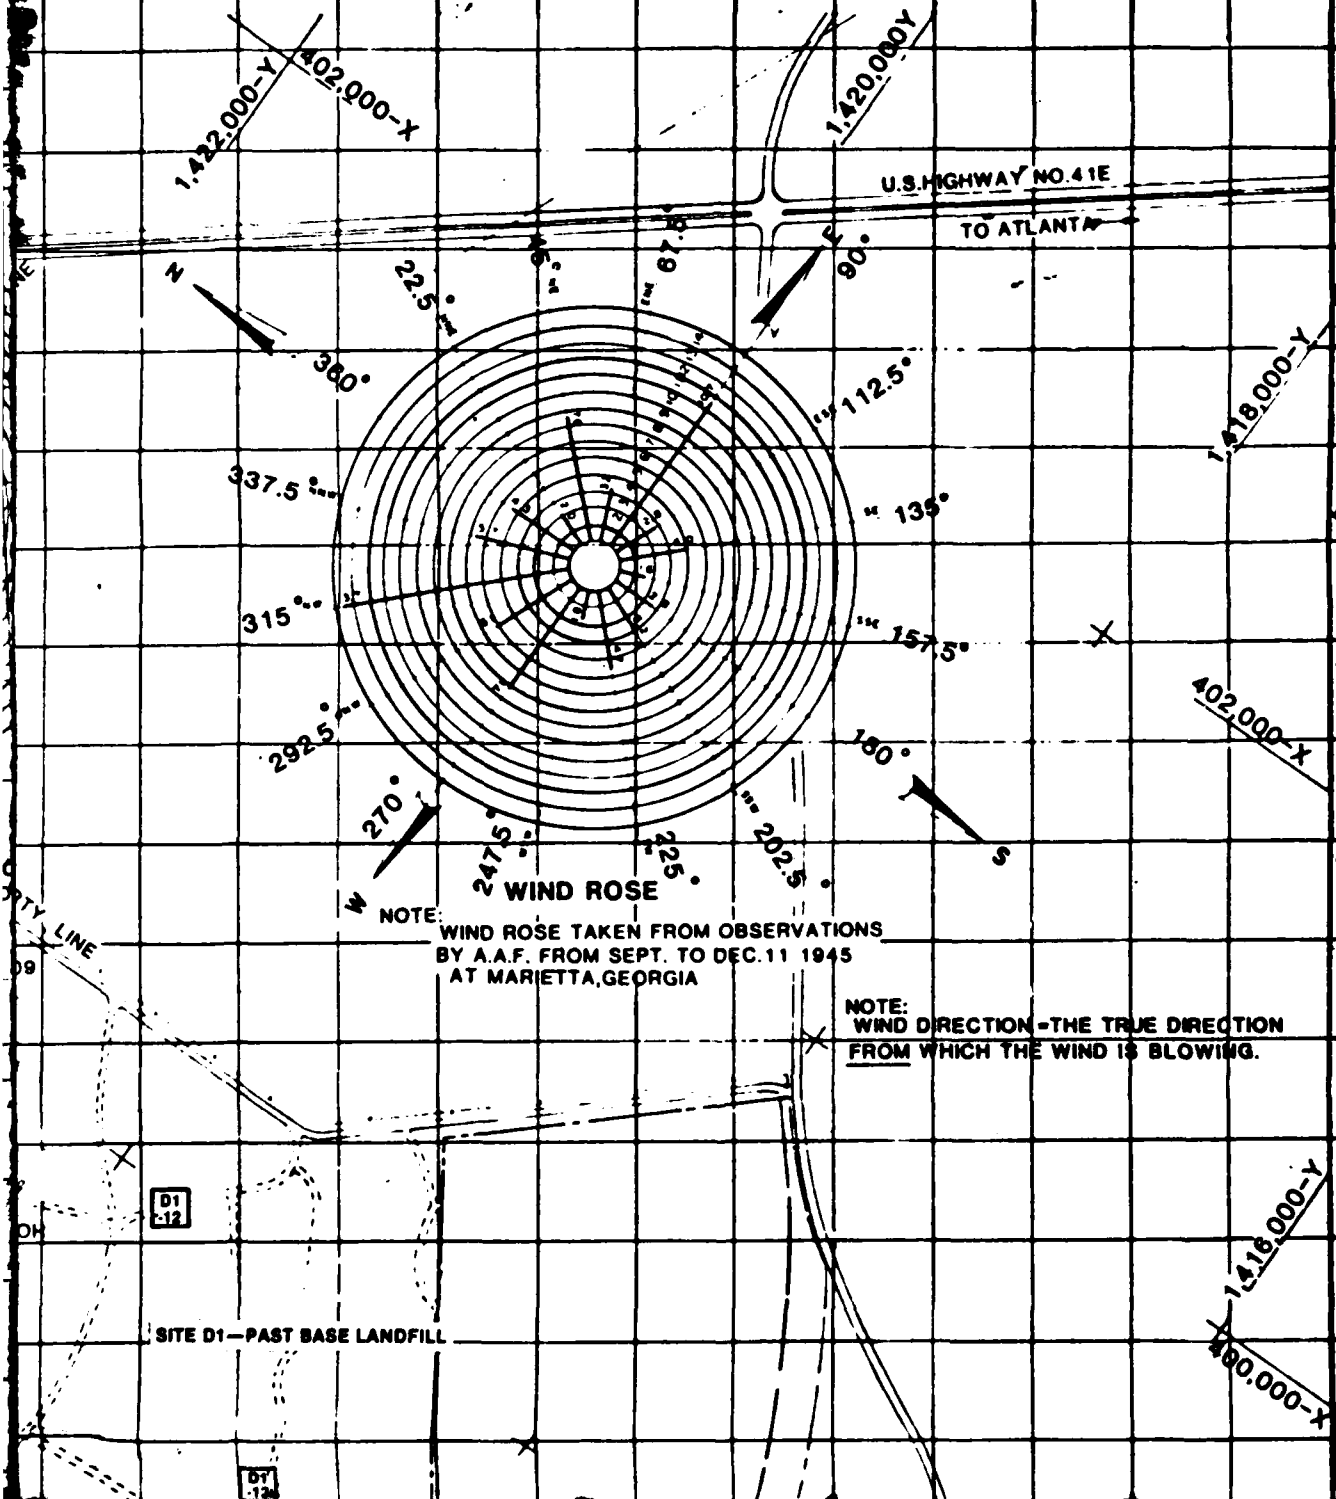 402,000-X
1,422,000-Y
1,420,000Y
U.S.HIGHWAY NO.41E
TO ATLANTA
N
E
22.5°
67.5°
90°
360°
112.5°
1,418,000-Y
337.5°
135°
315°
157.5°
402,000-X
292.5°
180°
270°
247.5°
225°
202.5°
S
W
WIND ROSE
NOTE:
WIND ROSE TAKEN FROM OBSERVATIONS
BY A.A.F. FROM SEPT. TO DEC.11 1945
AT MARIETTA,GEORGIA
LINE
09
NOTE:
WIND DIRECTION=THE TRUE DIRECTION
FROM WHICH THE WIND IS BLOWING.
D1
-12
OH
1,416,000-Y
SITE D1-PAST BASE LANDFILL
400,000-X
D1
-12